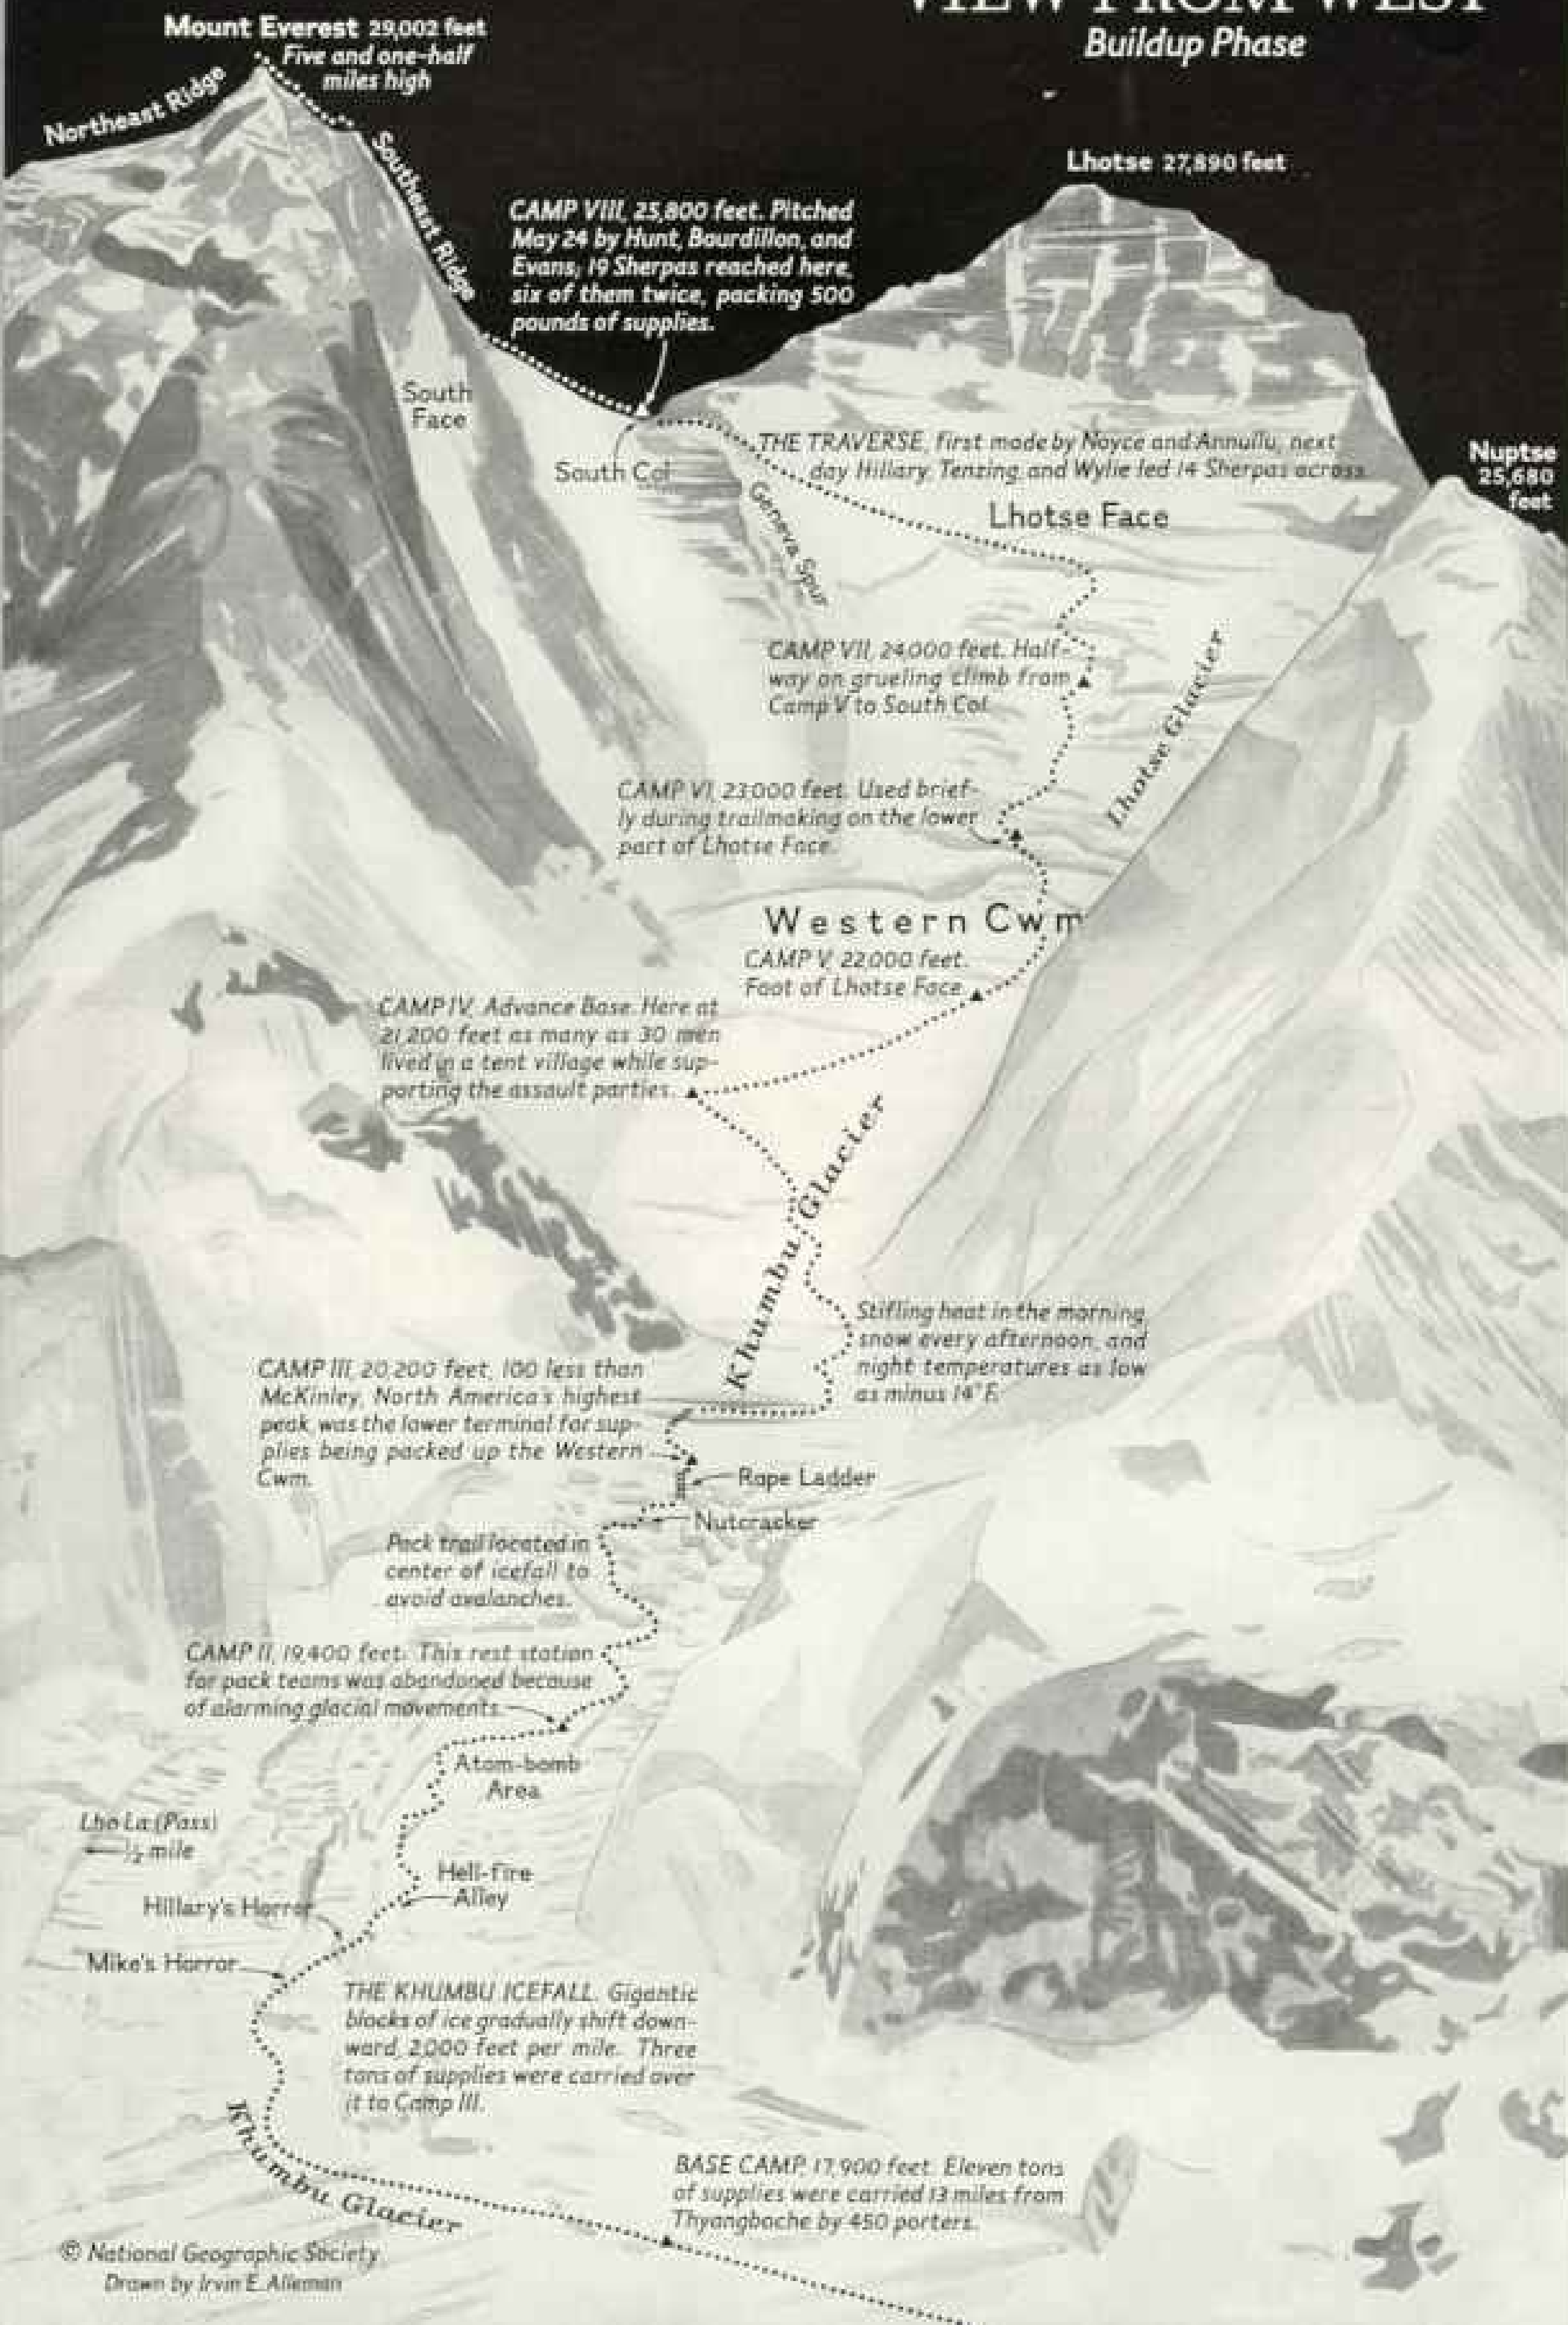 VIEW FROM WEST
Buildup Phase
Mount Everest 29,002 feet
Five and one-half
miles high
Northeast Ridge
Southeast Ridge
Lhotse 27,890 feet
CAMP VIII, 25,800 feet. Pitched
May 24 by Hunt, Bourdillon, and
Evans; 19 Sherpas reached here,
six of them twice, packing 500
pounds of supplies.
South
Face
South Col
THE TRAVERSE, first made by Noyce and Annullu; next
day Hillary, Tenzing, and Wylie led 14 Sherpas across.
Nuptse
25,680
feet
Geneva Spur
Lhotse Face
CAMP VII, 24,000 feet. Half-
way on grueling climb from
Camp V to South Col.
Lhotse Glacier
CAMP VI, 23,000 feet. Used brief-
ly during trailmaking on the lower
part of Lhotse Face.
Western Cwm
CAMP V, 22,000 feet.
Foot of Lhotse Face
CAMP IV, Advance Base. Here at
21,200 feet as many as 30 men
lived in a tent village while sup-
porting the assault parties.
Khumbu Glacier
Stifling heat in the morning,
snow every afternoon, and
night temperatures as low
as minus 14° F.
CAMP III, 20,200 feet, 100 less than
McKinley, North America's highest
peak, was the lower terminal for sup-
plies being packed up the Western
Cwm.
Rope Ladder
Nutcracker
Pack trail located in
center of icefall to
avoid avalanches.
CAMP II, 19,400 feet. This rest station
for pack teams was abandoned because
of alarming glacial movements.
Atom-bomb
Area
Lho La (Pass)
½ mile
Hell-fire
Alley
Hillary's Horror
Mike's Horror
THE KHUMBU ICEFALL. Gigantic
blocks of ice gradually shift down-
ward, 2,000 feet per mile. Three
tons of supplies were carried over
it to Camp III.
Khumbu Glacier
BASE CAMP, 17,900 feet. Eleven tons
of supplies were carried 13 miles from
Thyangboche by 450 porters.
© National Geographic Society
Drawn by Irvin E. Alleman